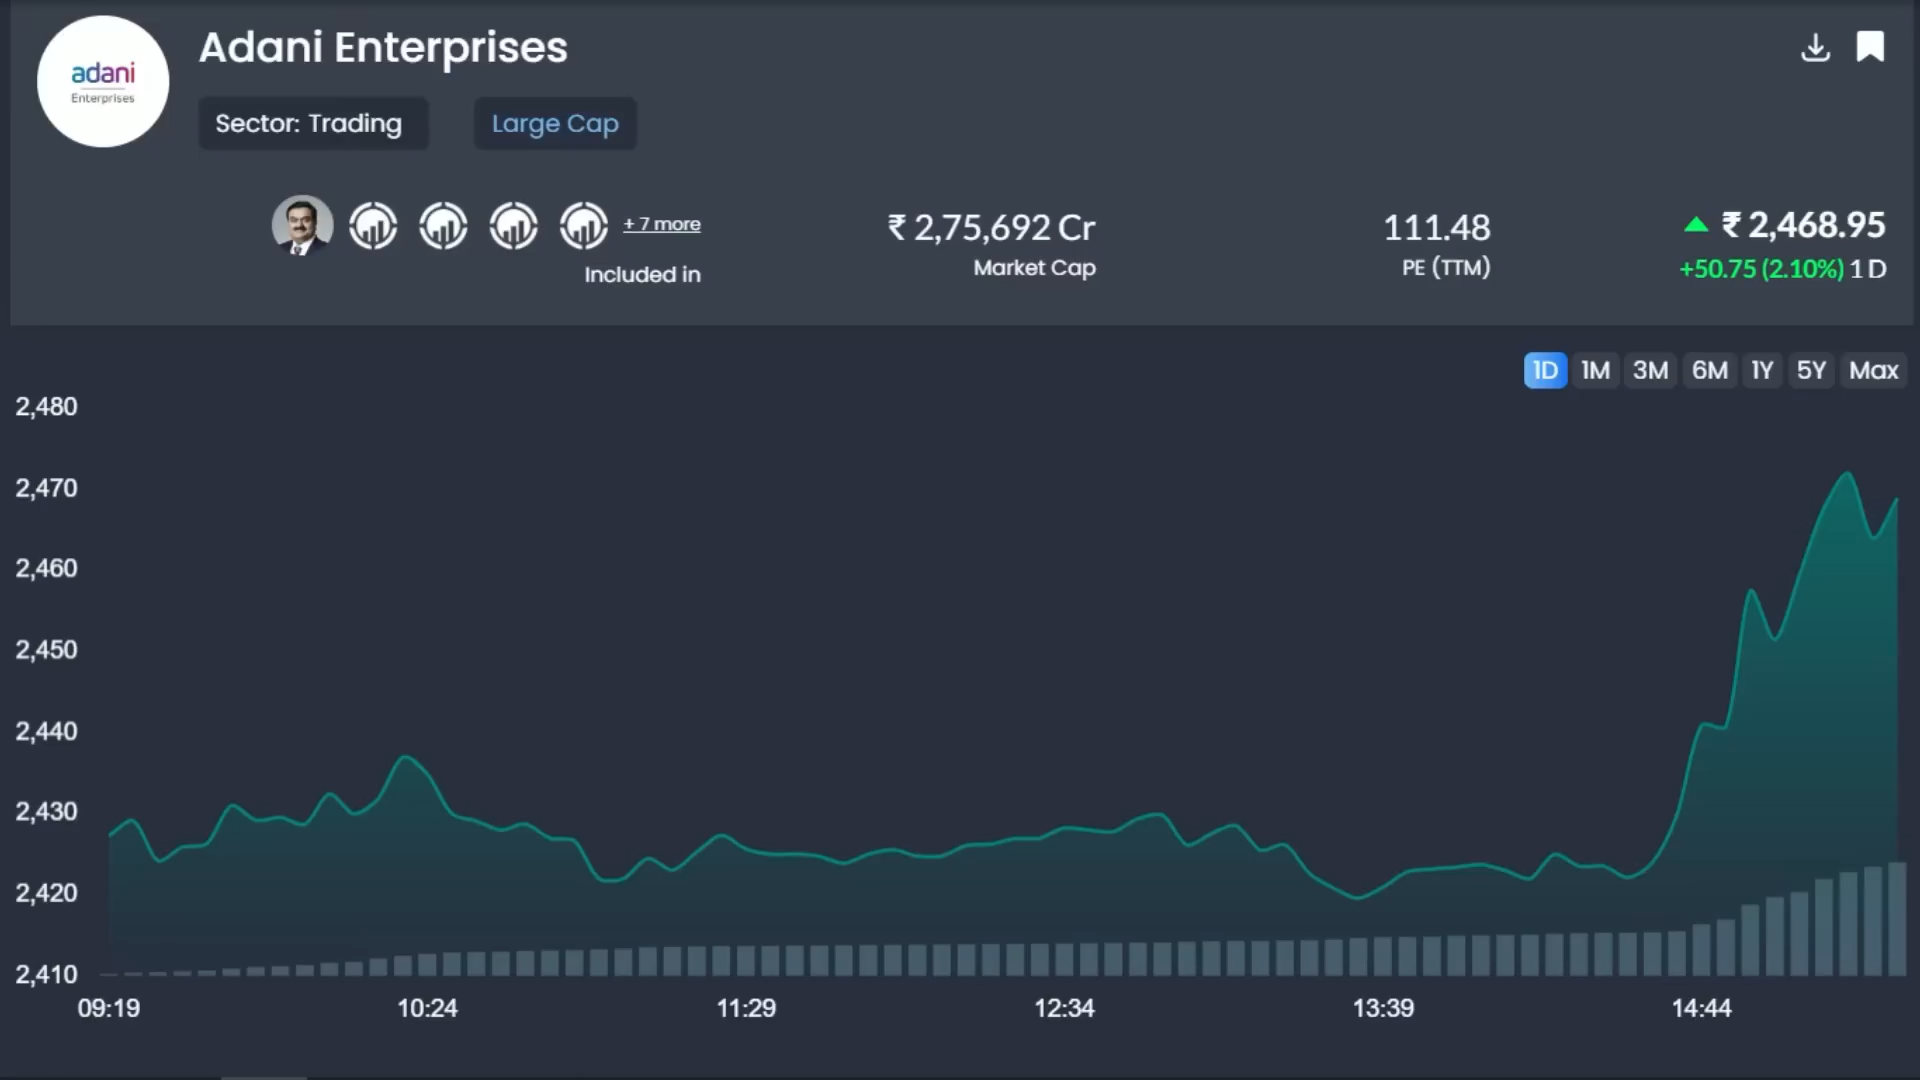 adani
Enterprises
Adani Enterprises
Sector: Trading
Large Cap
+ 7 more
Included in
₹ 2,75,692 Cr
Market Cap
111.48
PE (TTM)
₹ 2,468.95
+50.75 (2.10%) 1 D
1D 1M 3M 6M 1Y 5Y Max
2,480
2,470
2,460
2,450
2,440
2,430
2,420
2,410
09:19 10:24 11:29 12:34 13:39 14:44